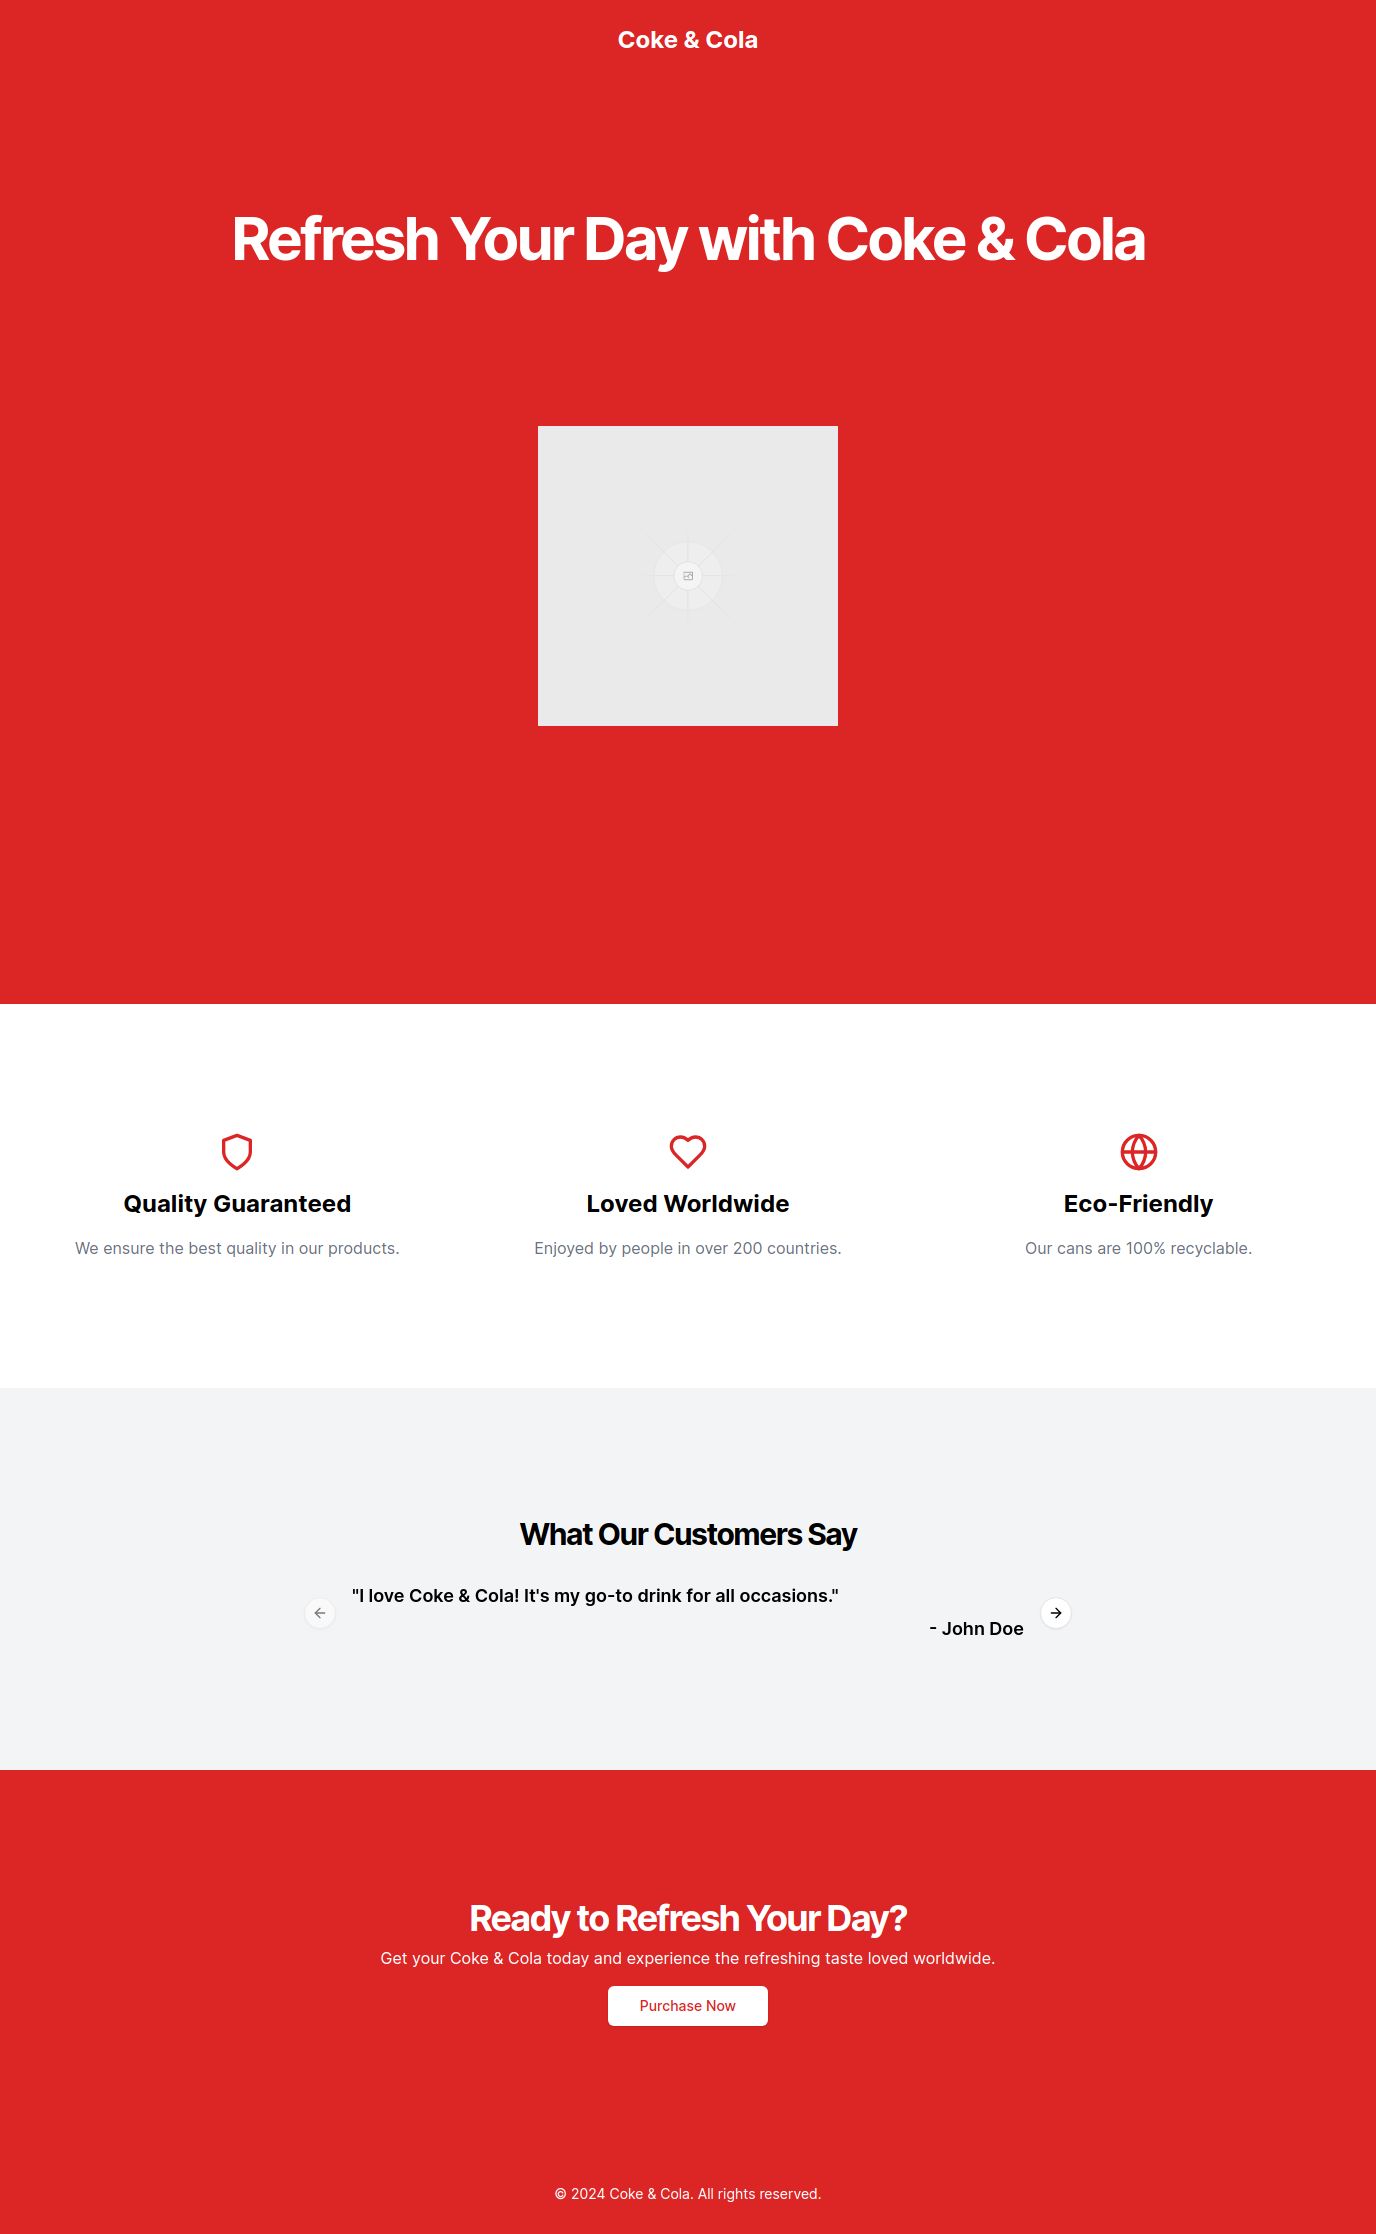 Coke & Cola
Refresh Your Day with Coke & Cola
Quality Guaranteed
We ensure the best quality in our products.
Loved Worldwide
Enjoyed by people in over 200 countries.
Eco-Friendly
Our cans are 100% recyclable.
What Our Customers Say
"I love Coke & Cola! It's my go-to drink for all occasions."
- John Doe
Ready to Refresh Your Day?
Get your Coke & Cola today and experience the refreshing taste loved worldwide.
Purchase Now
© 2024 Coke & Cola. All rights reserved.